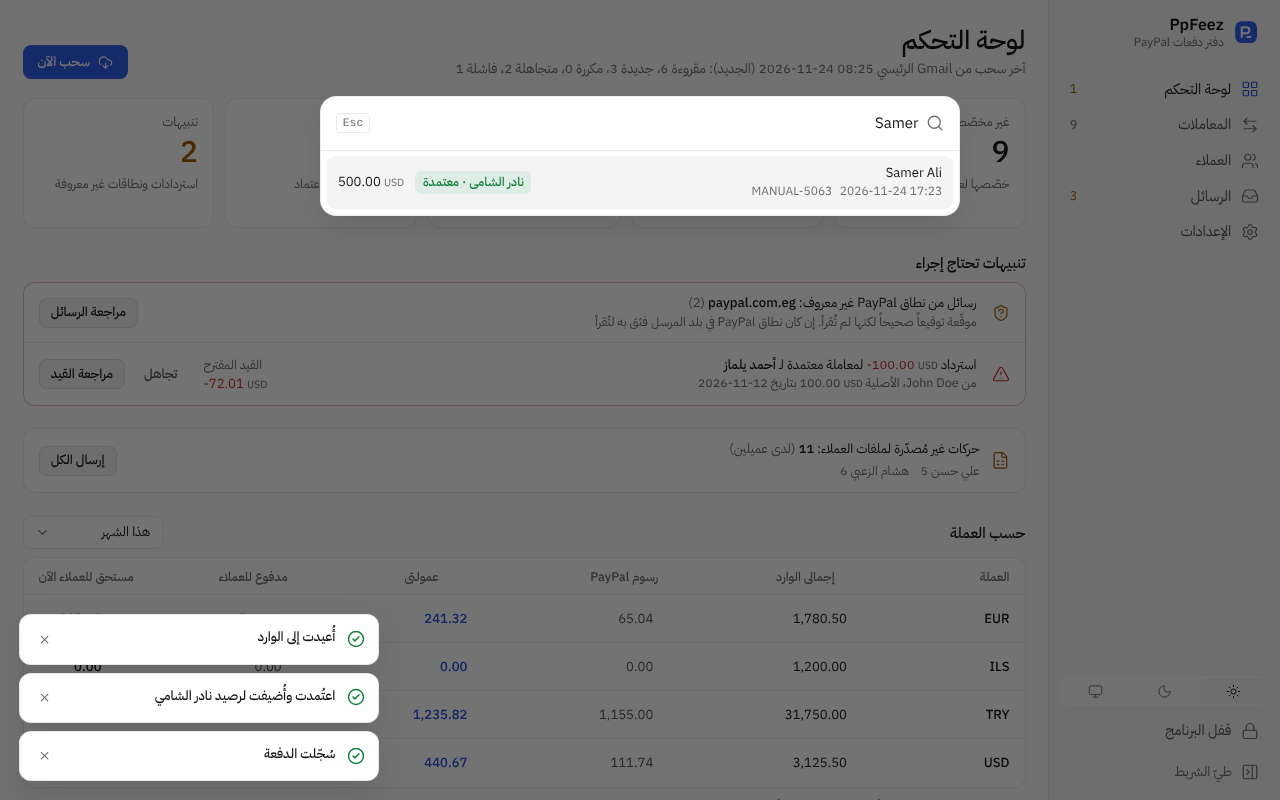 PpFeez
دفتر دفعات PayPal
لوحة التحكم 1
المعاملات 9
العملاء
الرسائل 3
الإعدادات
قفل البرنامج
طيّ الشريط
لوحة التحكم
آخر سحب من Gmail الرئيسي 2026-11-24 08:25 (الجديد): مقروءة 6، جديدة 3، مكررة 0، متجاهلة 2، فاشلة 1
سحب الآن
Samer
Esc
Samer Ali
2026-11-24 17:23 MANUAL-5063
نادر الشامي · معتمدة
500.00 USD
غير مخصّصة
9
تنبيهات
2
استردادات ونطاقات غير معروفة
تنبيهات تحتاج إجراء
رسائل من نطاق PayPal غير معروف: paypal.com.eg (2)
موقّعة توقيعاً صحيحاً لكنها لم تُقرأ. إن كان نطاق PayPal في بلد المرسل فثق به لتُقرأ
مراجعة الرسائل
استرداد -100.00 USD لمعاملة معتمدة لـ أحمد يلماز
من John Doe، الأصلية 100.00 USD بتاريخ 2026-11-12
القيد المقترح
-72.01 USD
تجاهل
مراجعة القيد
حركات غير مُصدّرة لملفات العملاء: 11 (لدى عميلين)
علي حسن 5 هشام الزعبي 6
إرسال الكل
حسب العملة
هذا الشهر
العملة إجمالي الوارد رسوم PayPal عمولتي مدفوع للعملاء مستحق للعملاء الآن
EUR 1,780.50 65.04 241.32
ILS 1,200.00 0.00 0.00 0.00 0.00
TRY 31,750.00 1,155.00 1,235.82
USD 3,125.50 111.74 440.67
أُعيدت إلى الوارد
اعتُمدت وأُضيفت لرصيد نادر الشامي
سُجّلت الدفعة